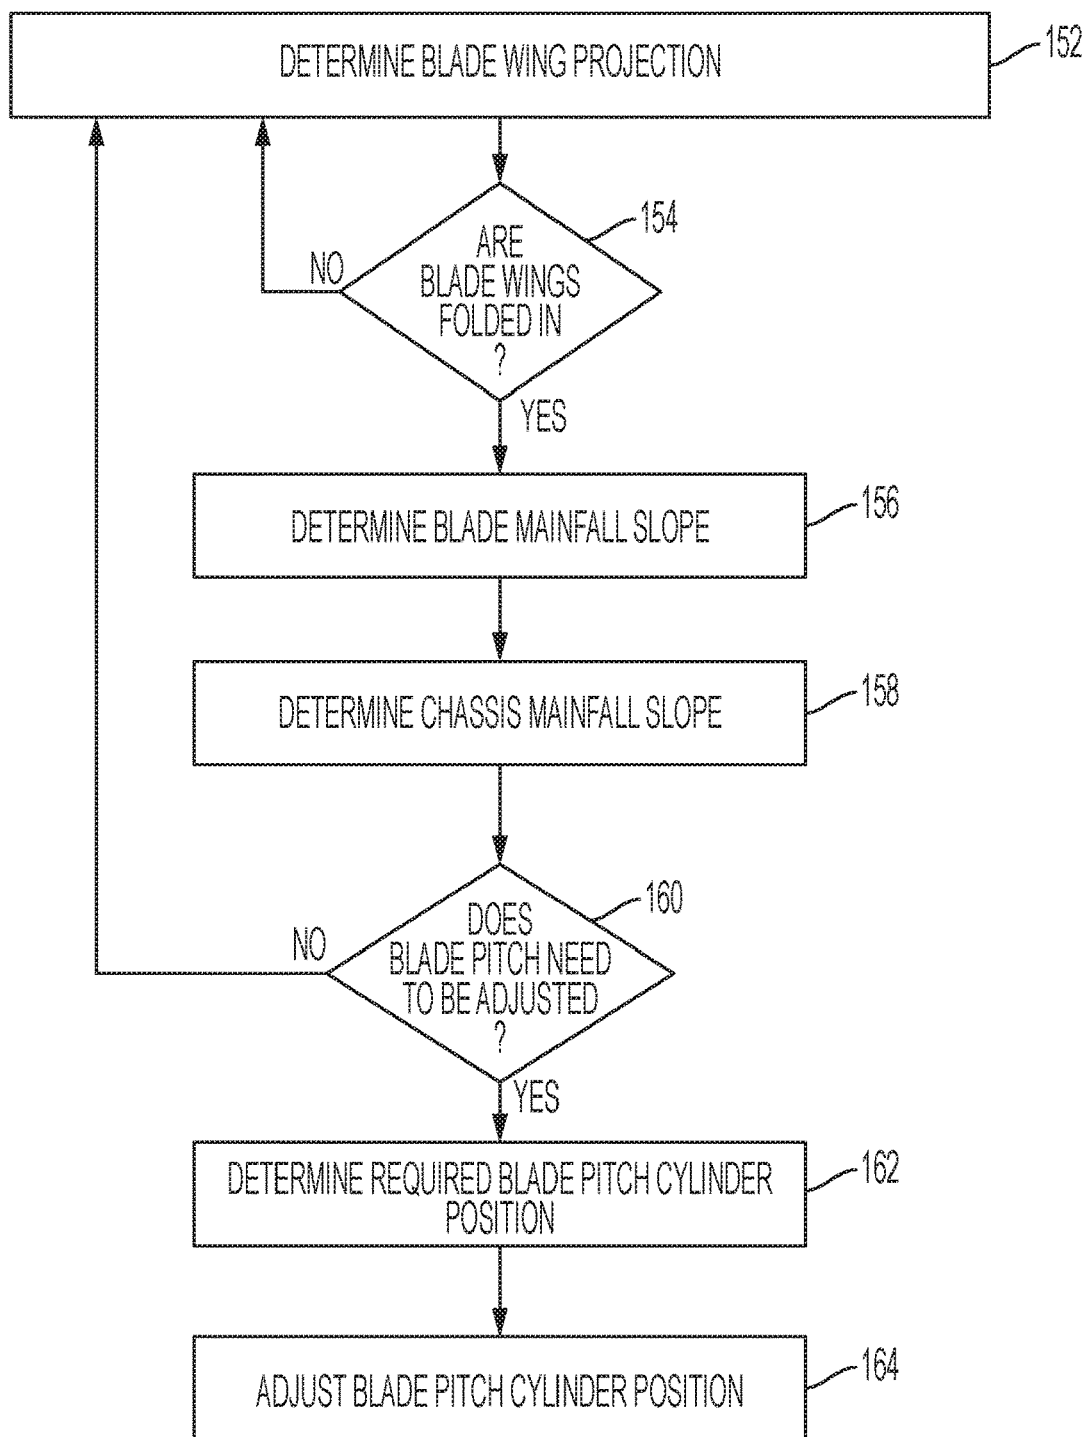 DETERMINE BLADE WING PROJECTION
152
154
ARE
BLADE WINGS
FOLDED IN
?
NO
YES
DETERMINE BLADE MAINFALL SLOPE
156
DETERMINE CHASSIS MAINFALL SLOPE
158
160
DOES
BLADE PITCH NEED
TO BE ADJUSTED
?
NO
YES
DETERMINE REQUIRED BLADE PITCH CYLINDER
POSITION
162
ADJUST BLADE PITCH CYLINDER POSITION
164